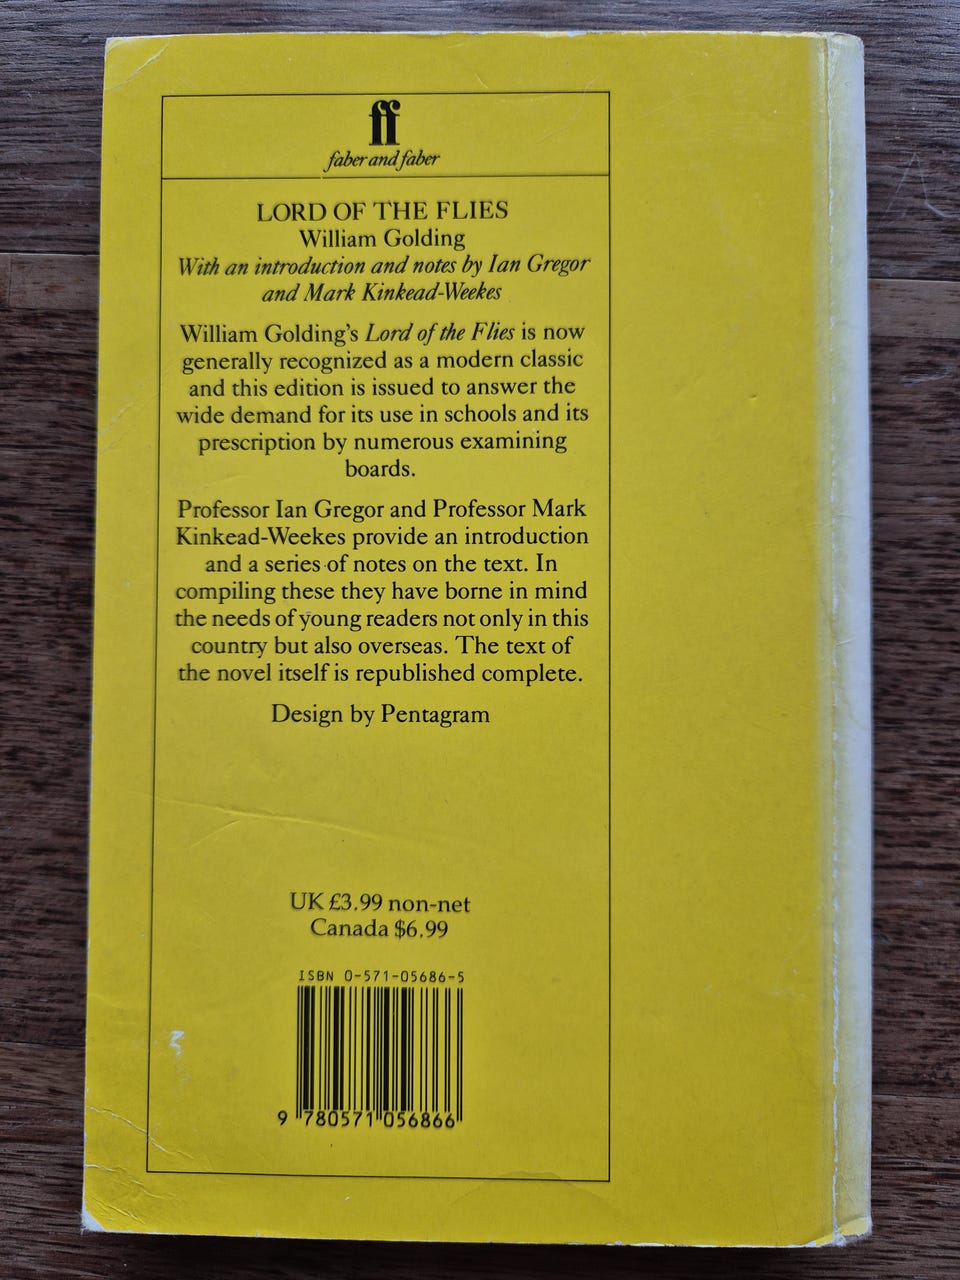 ff
faber and faber
LORD OF THE FLIES
William Golding
With an introduction and notes by Ian Gregor
and Mark Kinkead-Weekes
William Golding's Lord of the Flies is now
generally recognized as a modern classic
and this edition is issued to answer the
wide demand for its use in schools and its
prescription by numerous examining
boards.
Professor Ian Gregor and Professor Mark
Kinkead-Weekes provide an introduction
and a series of notes on the text. In
compiling these they have borne in mind
the needs of young readers not only in this
country but also overseas. The text of
the novel itself is republished complete.
Design by Pentagram
UK £3.99 non-net
Canada $6.99
ISBN 0-571-05686-5
9 780571 056866